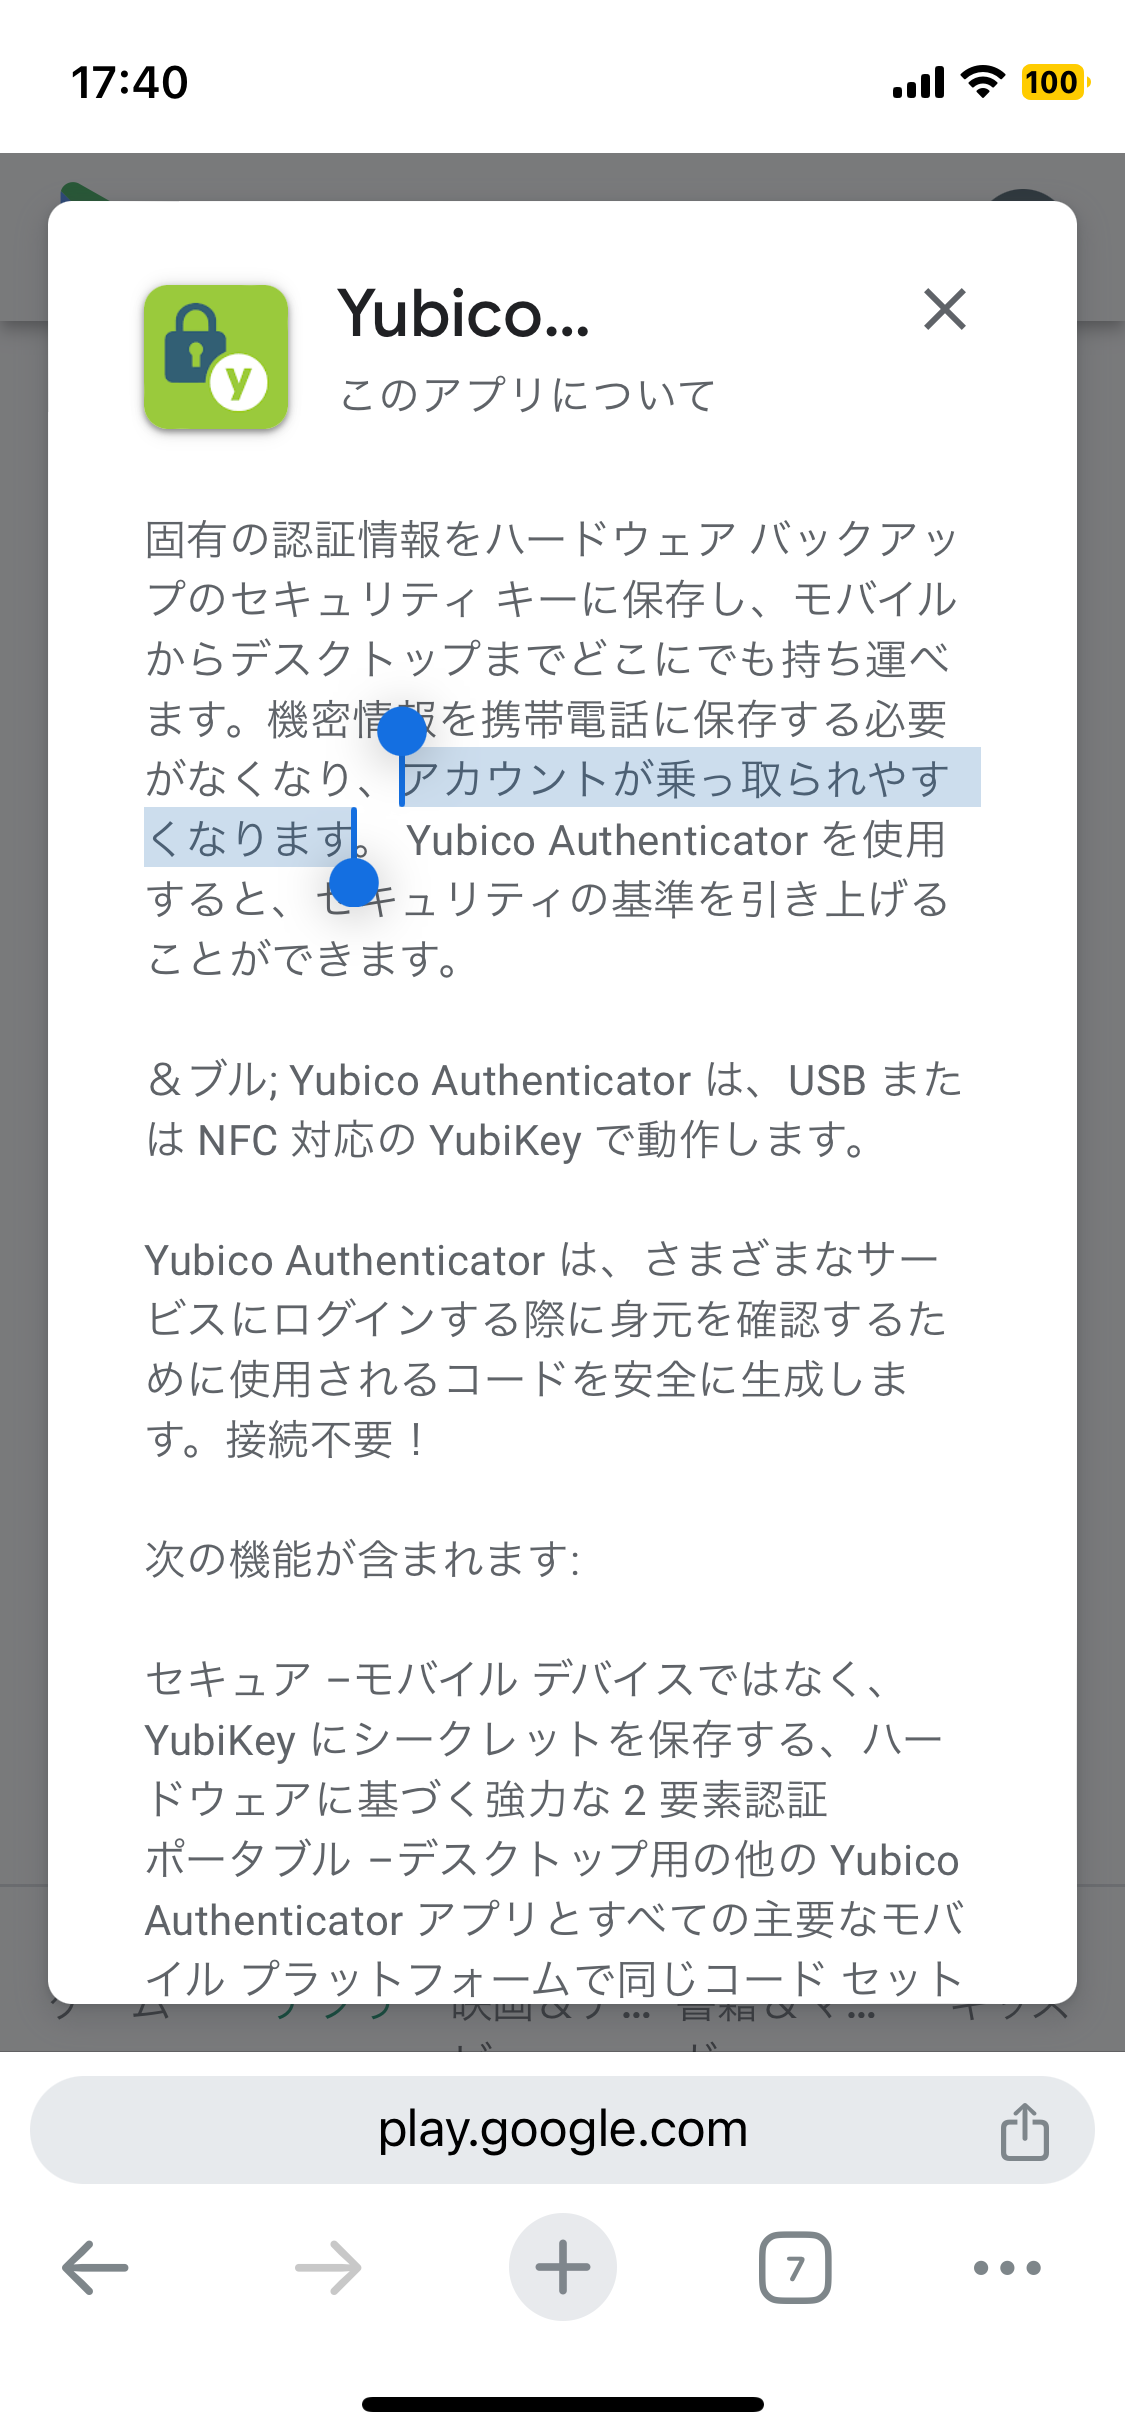 17:40
100
Yubico...
このアプリについて
固有の認証情報をハードウェア バックアッ
プのセキュリティ キーに保存し、モバイル
からデスクトップまでどこにでも持ち運べ
ます。機密情報を携帯電話に保存する必要
がなくなり、アカウントが乗っ取られやす
くなります。 Yubico Authenticator を使用
すると、セキュリティの基準を引き上げる
ことができます。
＆ブル; Yubico Authenticator は、USB また
は NFC 対応の YubiKey で動作します。
Yubico Authenticator は、さまざまなサー
ビスにログインする際に身元を確認するた
めに使用されるコードを安全に生成しま
す。接続不要！
次の機能が含まれます:
セキュア –モバイル デバイスではなく、
YubiKey にシークレットを保存する、ハー
ドウェアに基づく強力な 2 要素認証
ポータブル –デスクトップ用の他の Yubico
Authenticator アプリとすべての主要なモバ
イル プラットフォームで同じコード セット
play.google.com
7